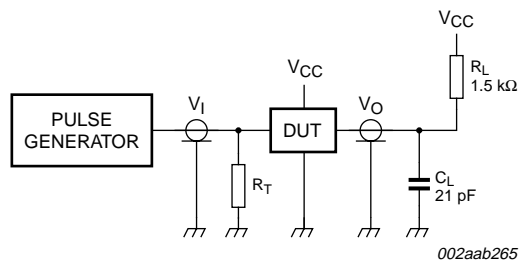 VCC
RL
1.5 kΩ
VCC
VI
VO
PULSE
GENERATOR
DUT
RT
CL
21 pF
002aab265